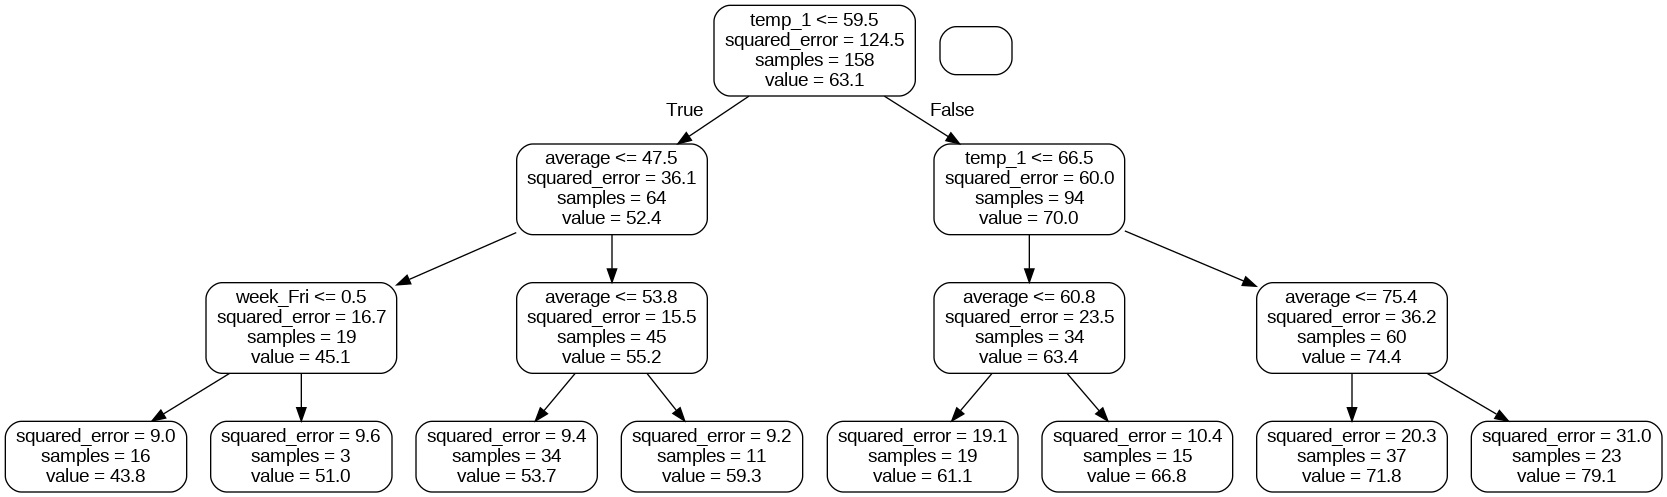 temp_1 <= 59.5
squared_error = 124.5
samples = 158
value = 63.1
True
False
average <= 47.5
squared_error = 36.1
samples = 64
value = 52.4
temp_1 <= 66.5
squared_error = 60.0
samples = 94
value = 70.0
week_Fri <= 0.5
squared_error = 16.7
samples = 19
value = 45.1
average <= 53.8
squared_error = 15.5
samples = 45
value = 55.2
average <= 60.8
squared_error = 23.5
samples = 34
value = 63.4
average <= 75.4
squared_error = 36.2
samples = 60
value = 74.4
squared_error = 9.0
samples = 16
value = 43.8
squared_error = 9.6
samples = 3
value = 51.0
squared_error = 9.4
samples = 34
value = 53.7
squared_error = 9.2
samples = 11
value = 59.3
squared_error = 19.1
samples = 19
value = 61.1
squared_error = 10.4
samples = 15
value = 66.8
squared_error = 20.3
samples = 37
value = 71.8
squared_error = 31.0
samples = 23
value = 79.1